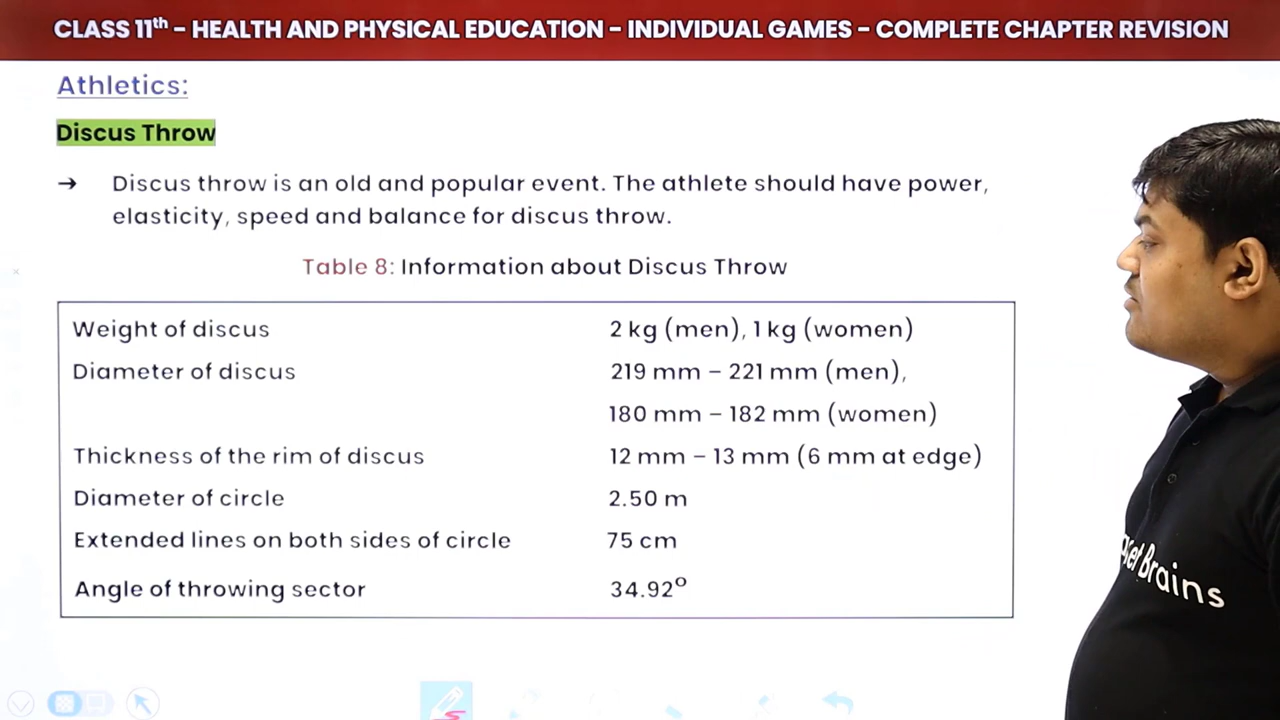 CLASS 11th – HEALTH AND PHYSICAL EDUCATION – INDIVIDUAL GAMES – COMPLETE CHAPTER REVISION
Athletics:
Discus Throw
→ Discus throw is an old and popular event. The athlete should have power,
elasticity, speed and balance for discus throw.
Table 8: Information about Discus Throw
Weight of discus 2 kg (men), 1 kg (women)
Diameter of discus 219 mm – 221 mm (men),
180 mm – 182 mm (women)
Thickness of the rim of discus 12 mm – 13 mm (6 mm at edge)
Diameter of circle 2.50 m
Extended lines on both sides of circle 75 cm
Angle of throwing sector 34.92°
Brains